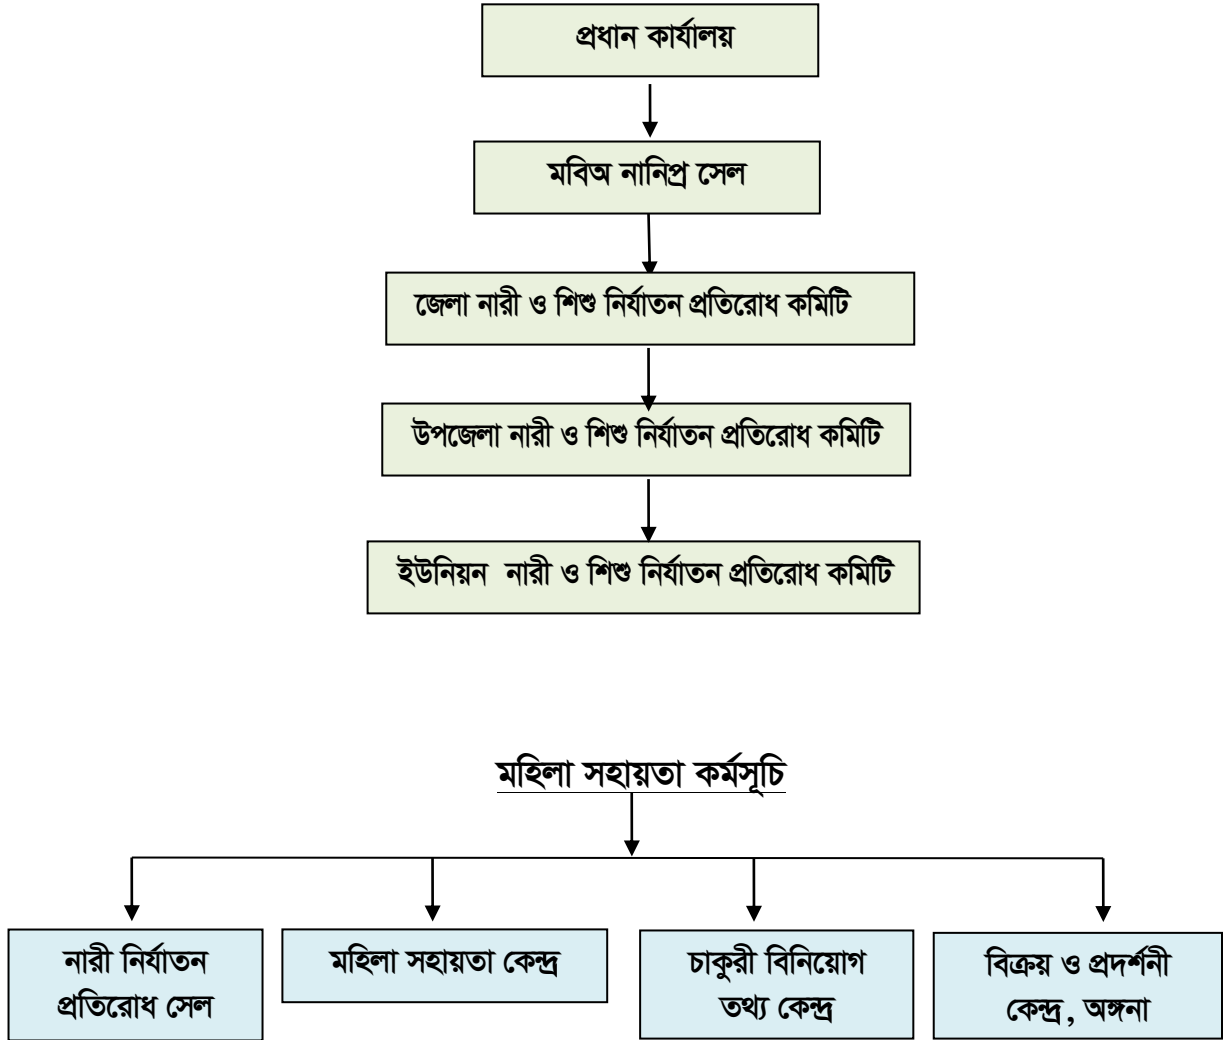 প্রধান কার্যালয়
মবিঅ নানিপ্র সেল
জেলা নারী ও শিশু নির্যাতন প্রতিরোধ কমিটি
উপজেলা নারী ও শিশু নির্যাতন প্রতিরোধ কমিটি
ইউনিয়ন নারী ও শিশু নির্যাতন প্রতিরোধ কমিটি
মহিলা সহায়তা কর্মসূচি
নারী নির্যাতন
প্রতিরোধ সেল
মহিলা সহায়তা কেন্দ্র
চাকুরী বিনিয়োগ
তথ্য কেন্দ্র
বিক্রয় ও প্রদর্শনী
কেন্দ্র, অঙ্গনা